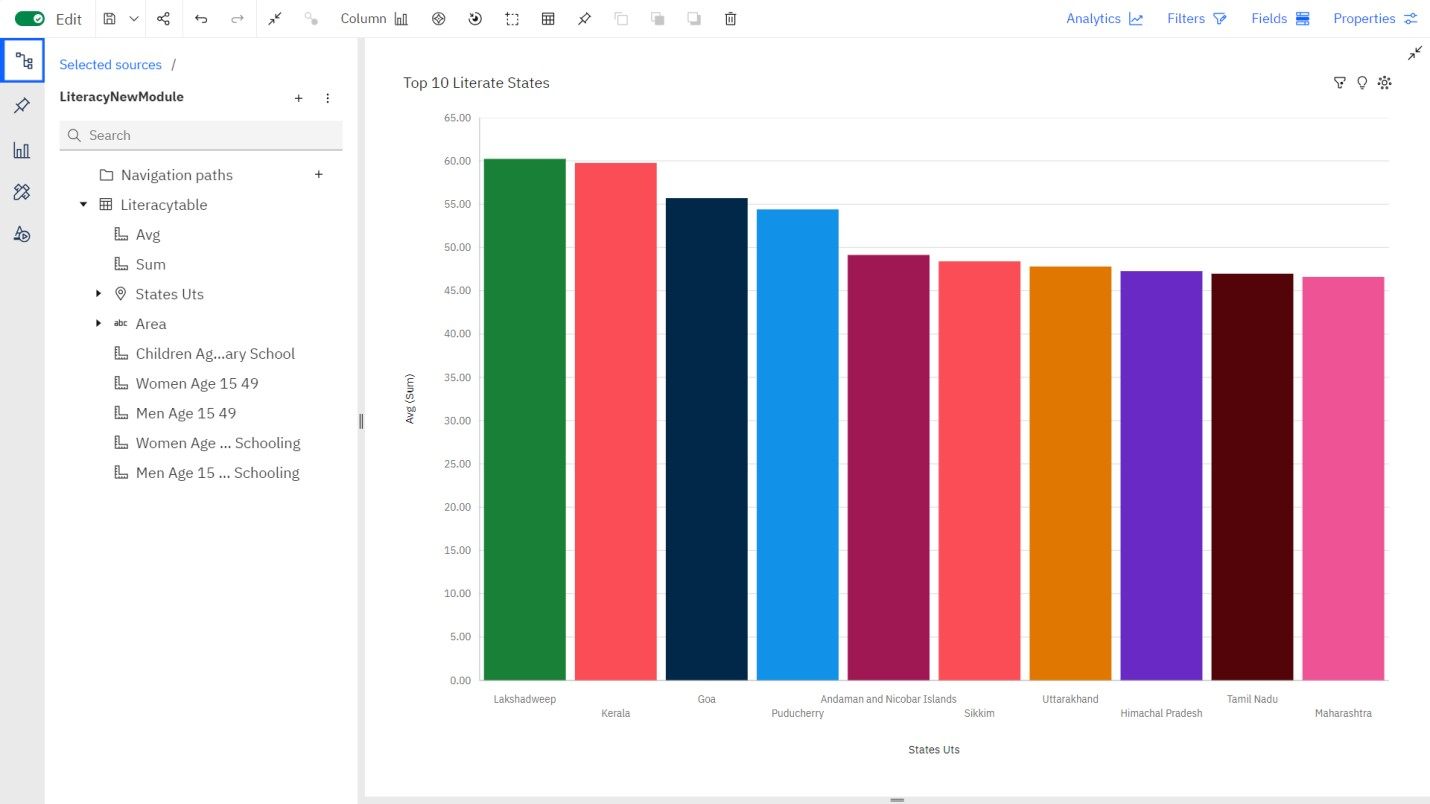 Edit
Column
Analytics
Filters
Fields
Properties
Selected sources /
LiteracyNewModule
Search
Navigation paths
Literacytable
Avg
Sum
States Uts
abc Area
Children Ag...ary School
Women Age 15 49
Men Age 15 49
Women Age ... Schooling
Men Age 15 ... Schooling
Top 10 Literate States
65.00
60.00
55.00
50.00
45.00
40.00
35.00
30.00
25.00
20.00
15.00
10.00
5.00
0.00
Avg (Sum)
Lakshadweep
Kerala
Goa
Puducherry
Andaman and Nicobar Islands
Sikkim
Uttarakhand
Himachal Pradesh
Tamil Nadu
Maharashtra
States Uts